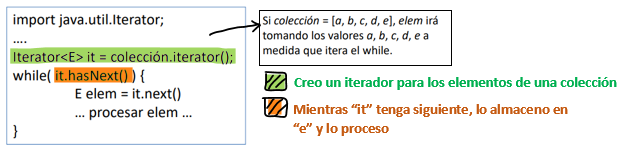 import java.util.Iterator;
....
Iterator<E> it = colección.iterator();
while( it.hasNext() ) {
E elem = it.next()
... procesar elem ...
}
Si colección = [a, b, c, d, e], elem irá
tomando los valores a, b, c, d, e a
medida que itera el while.
Creo un iterador para los elementos de una colección
Mientras “it” tenga siguiente, lo almaceno en
“e” y lo proceso